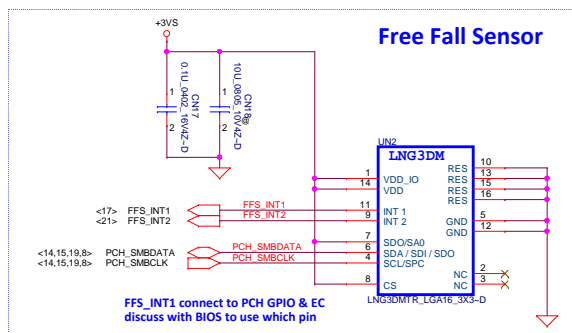 +3VS
Free Fall Sensor
1
2
CN17
0.1U_0402_16V4Z~D
1
2
CN18@
10U_0805_10V4Z~D
UN2
LNG3DM
1 VDD_IO
14 VDD
RES 10
RES 13
RES 15
RES 16
<17> FFS_INT1 FFS_INT1 11 INT 1
<21> FFS_INT2 FFS_INT2 9 INT 2
GND 5
GND 12
7 SDO/SA0
<14,15,19,8> PCH_SMBDATA PCH_SMBDATA 6 SDA / SDI / SDO
<14,15,19,8> PCH_SMBCLK PCH_SMBCLK 4 SCL/SPC
NC 2
8 CS NC 3
LNG3DMTR_LGA16_3X3~D
FFS_INT1 connect to PCH GPIO & EC
discuss with BIOS to use which pin